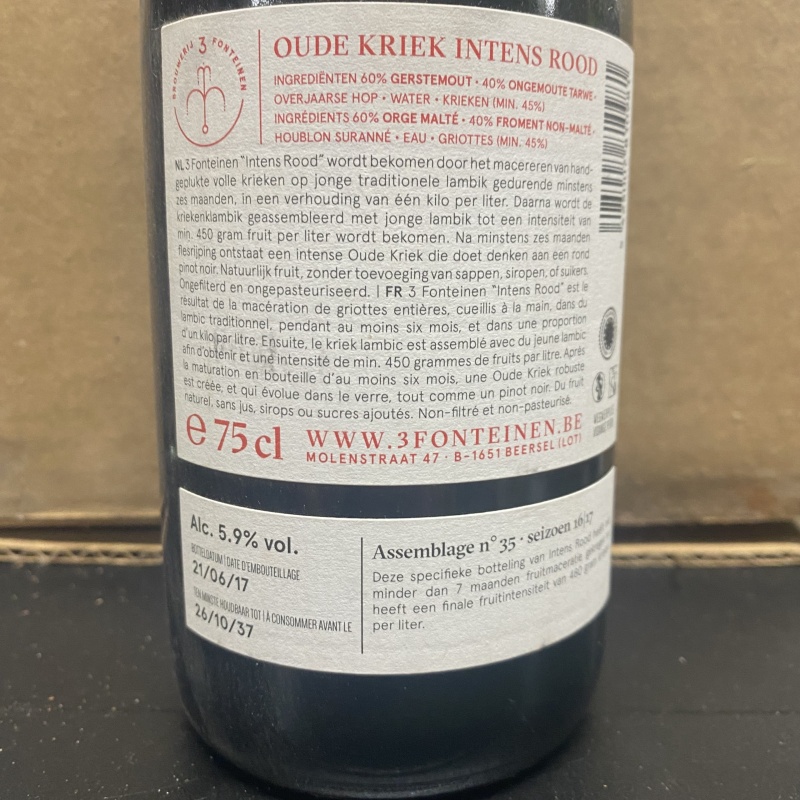 BROUWERIJ 3 FONTEINEN
OUDE KRIEK INTENS ROOD
INGREDIËNTEN 60% GERSTEMOUT • 40% ONGEMOUTE TARWE •
OVERJAARSE HOP • WATER • KRIEKEN (MIN. 45%)
INGRÉDIENTS 60% ORGE MALTÉ • 40% FROMENT NON-MALTÉ •
HOUBLON SURANNÉ • EAU • GRIOTTES (MIN. 45%)
NL 3 Fonteinen "Intens Rood" wordt bekomen door het macereren van hand-
geplukte volle krieken op jonge traditionele lambik gedurende minstens
zes maanden, in een verhouding van één kilo per liter. Daarna wordt de
kriekenlambik geassembleerd met jonge lambik tot een intensiteit van
min. 450 gram fruit per liter wordt bekomen. Na minstens zes maanden
flesrijping ontstaat een intense Oude Kriek die doet denken aan een rond
pinot noir. Natuurlijk fruit, zonder toevoeging van sappen, siropen, of suikers.
Ongefilterd en ongepasteuriseerd. | FR 3 Fonteinen "Intens Rood" est le
résultat de la macération de griottes entières, cueillis à la main, dans du
lambic traditionnel, pendant au moins six mois, et dans une proportion
d'un kilo par litre. Ensuite, le kriek lambic est assemblé avec du jeune lambic
afin d'obtenir et une intensité de min. 450 grammes de fruits par litre. Après
la maturation en bouteille d'au moins six mois, une Oude Kriek robuste
est créée, et qui évolue dans le verre, tout comme un pinot noir. Du fruit
naturel, sans jus, sirops ou sucres ajoutés. Non-filtré et non-pasteurisé.
e 75 cl
WWW.3FONTEINEN.BE
MOLENSTRAAT 47 · B-1651 BEERSEL (LOT)
Alc. 5.9% vol.
BOTTELDATUM | DATE D'EMBOUTEILLAGE
21/06/17
TEN MINSTE HOUDBAAR TOT | À CONSOMMER AVANT LE
26/10/37
Assemblage n° 35 · seizoen 16|17
Deze specifieke botteling van Intens Rood
minder dan 7 maanden fruitmaceratie
heeft een finale fruitintensiteit van 480 gram
per liter.